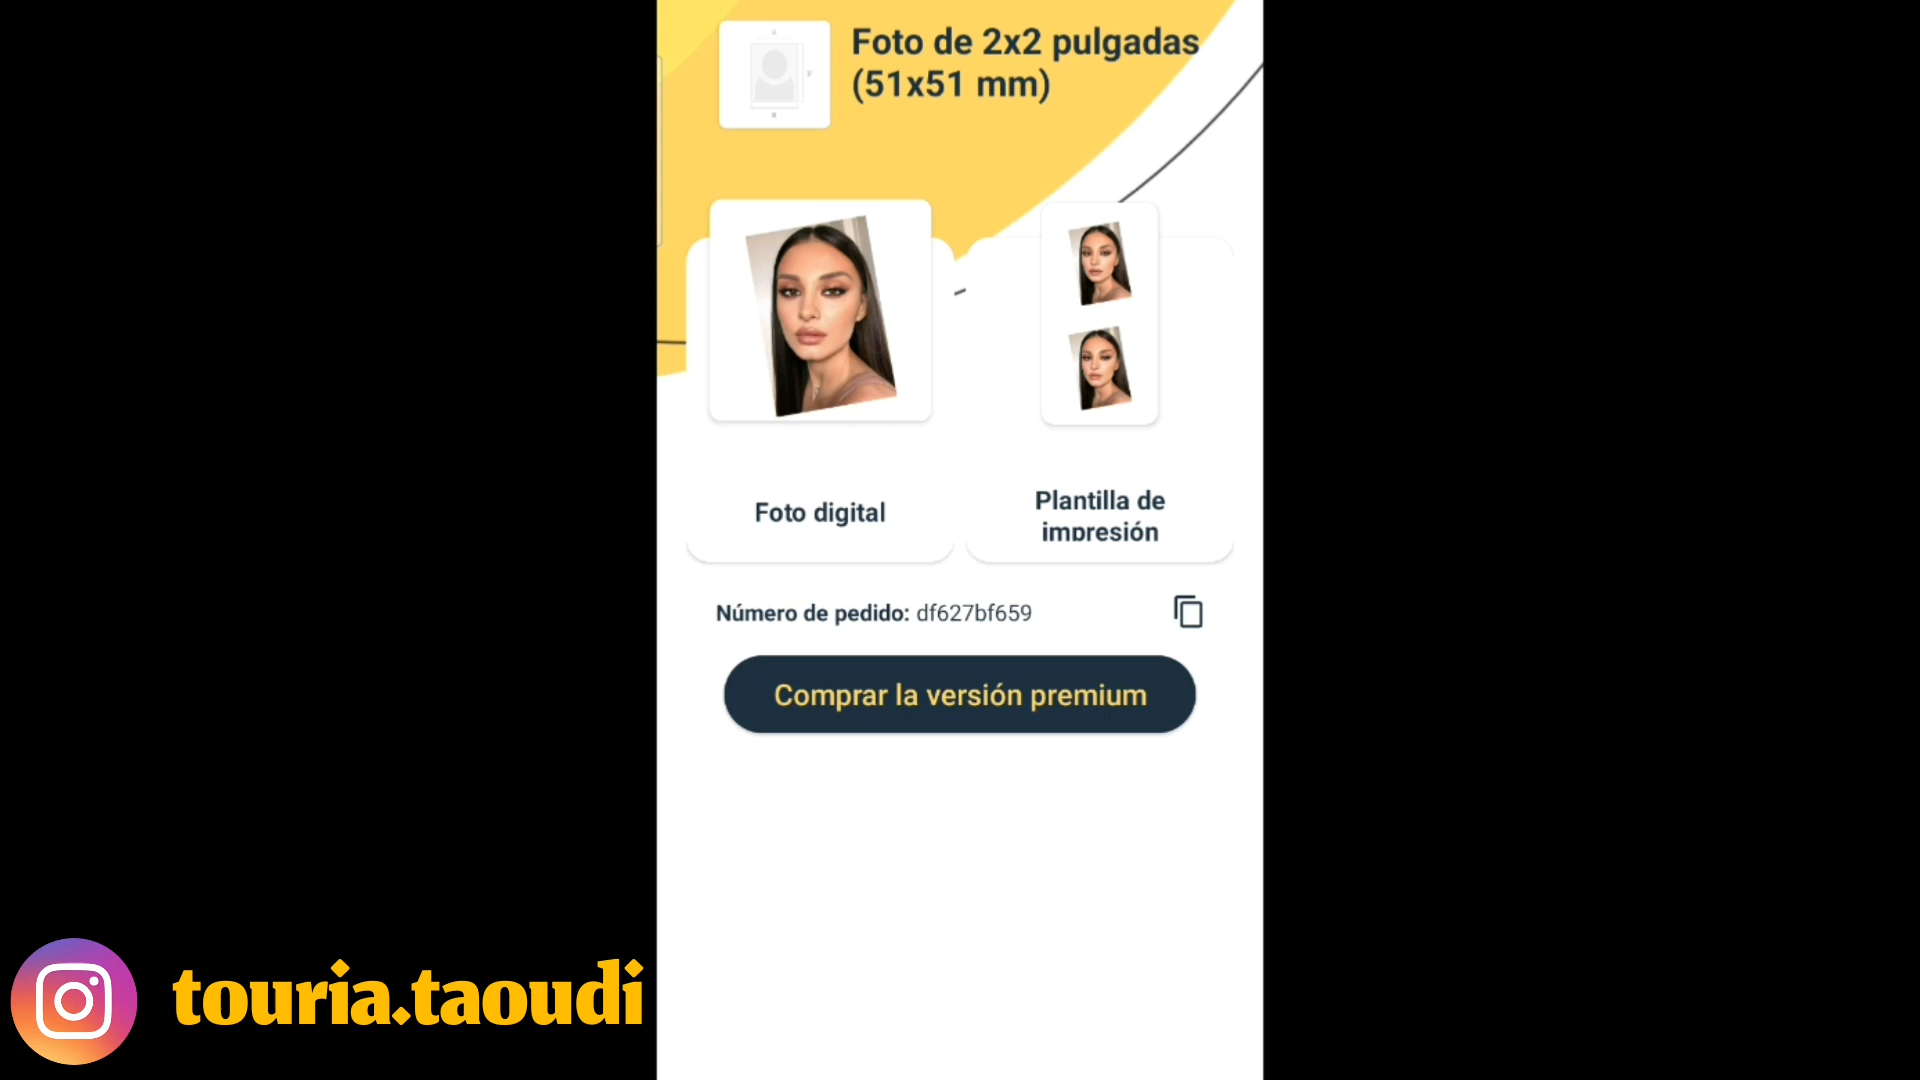 Foto de 2x2 pulgadas
(51x51 mm)
x
y
x
Foto digital
Plantilla de
impresión
Número de pedido: df627bf659
Comprar la versión premium
touria.taoudi